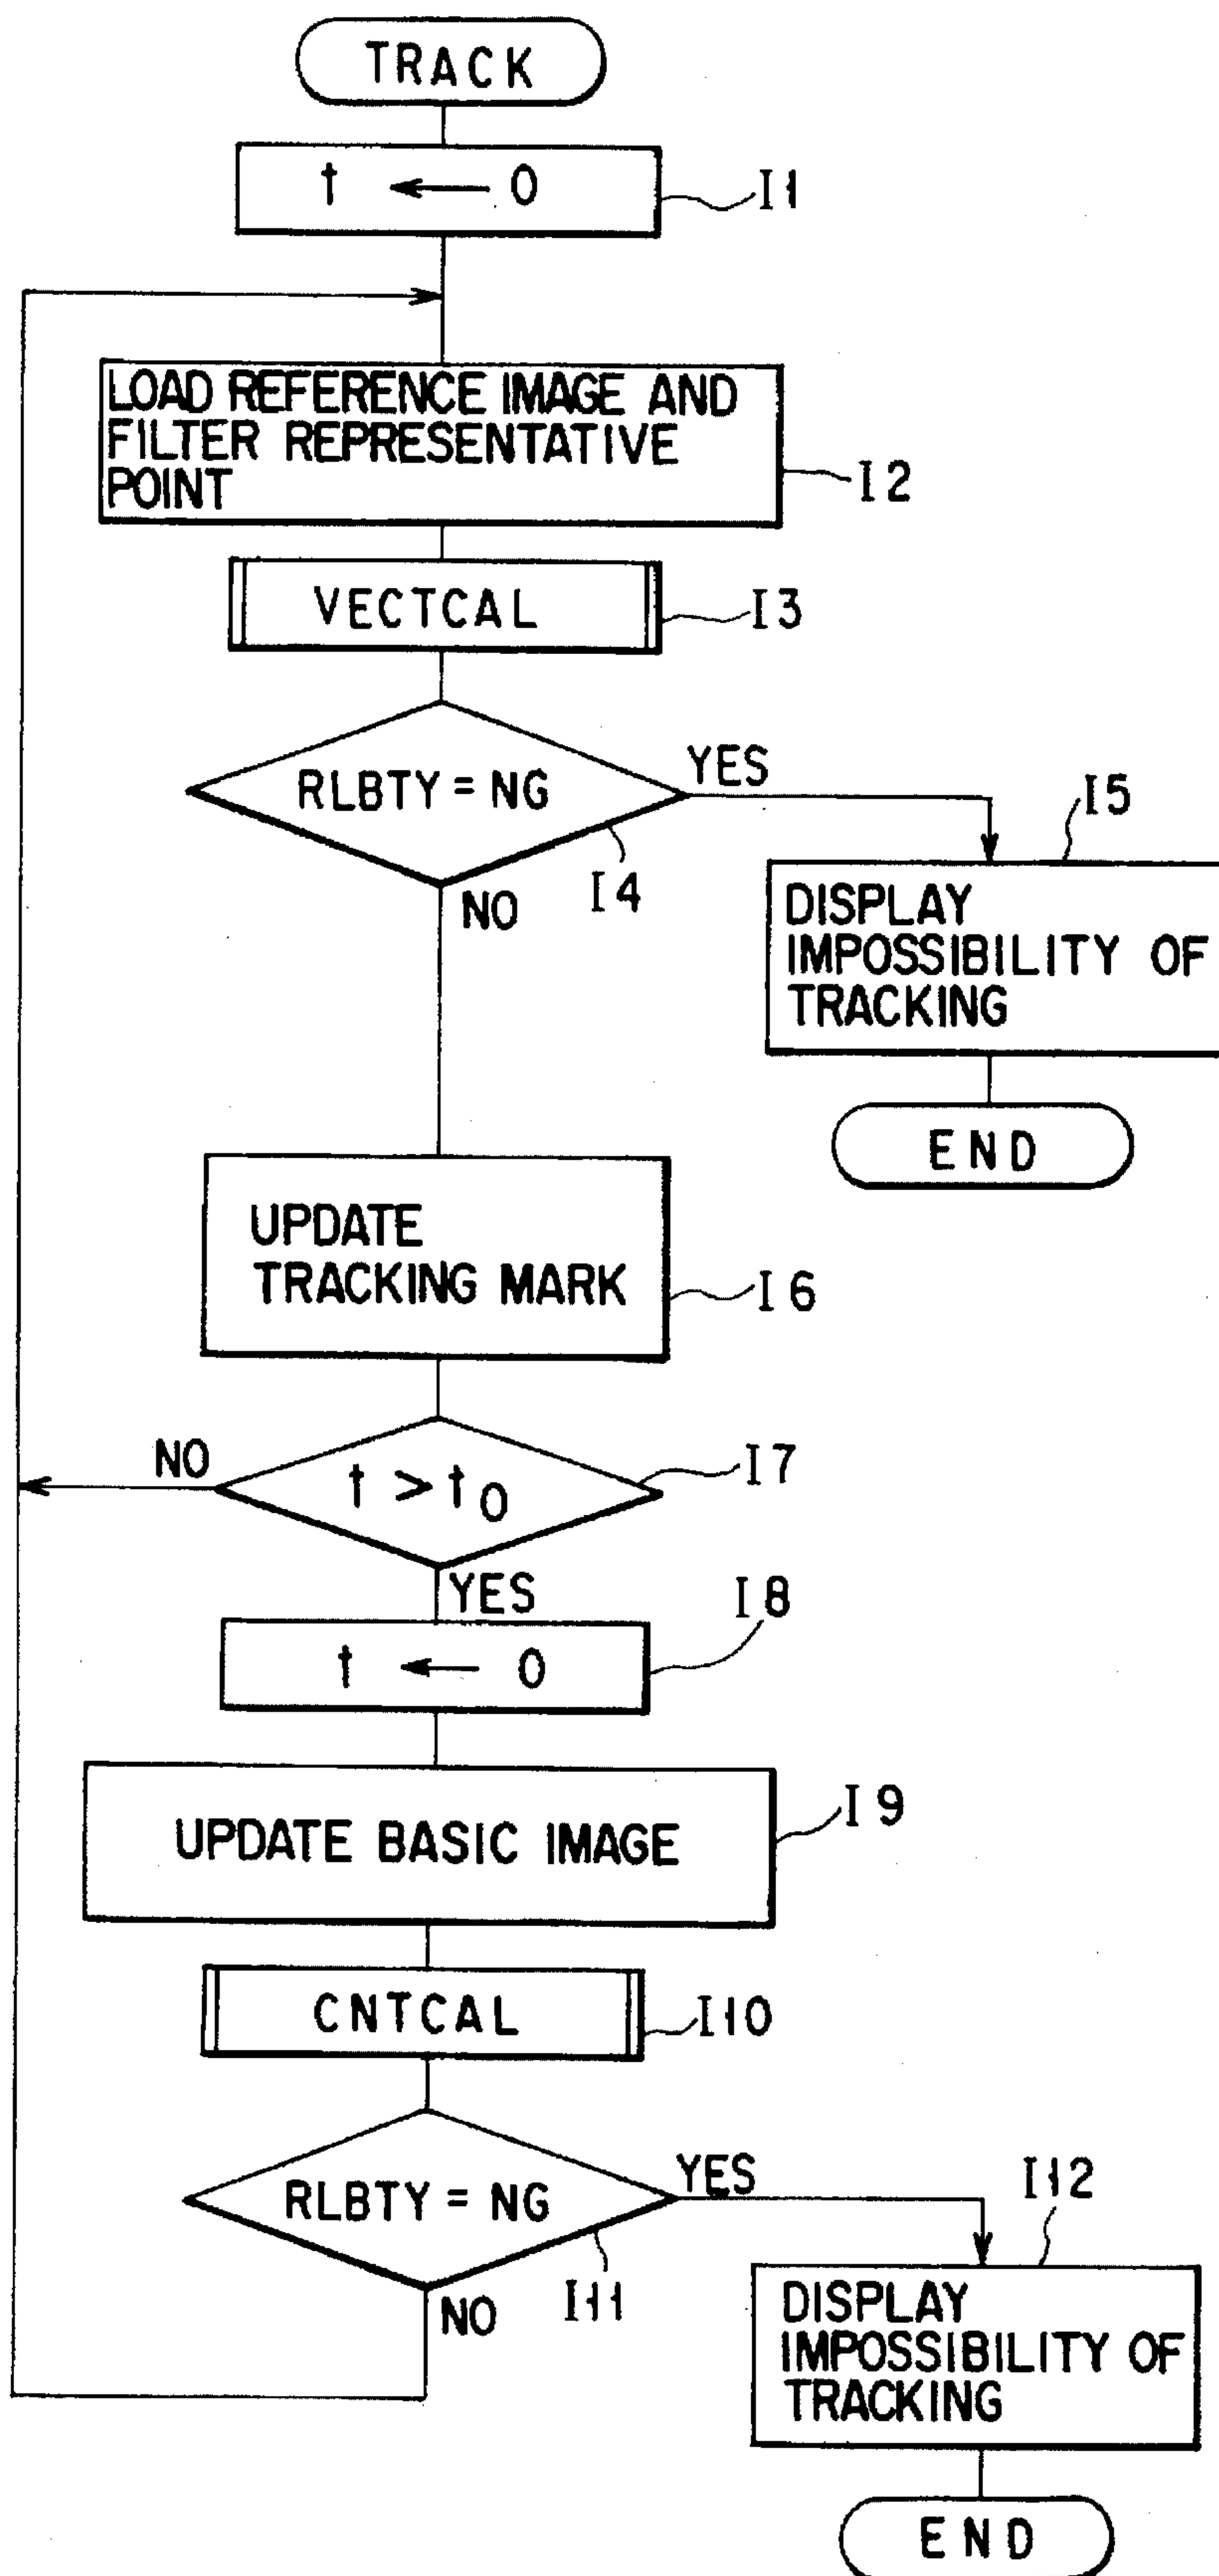 TRACK
t ← 0
I1
LOAD REFERENCE IMAGE AND
FILTER REPRESENTATIVE
POINT
I2
VECTCAL
I3
RLBTY = NG
YES
I4
NO
I5
DISPLAY
IMPOSSIBILITY OF
TRACKING
END
UPDATE
TRACKING MARK
I6
NO
t > t0
I7
YES
I8
t ← 0
UPDATE BASIC IMAGE
I9
CNTCAL
I10
RLBTY = NG
YES
I11
NO
I12
DISPLAY
IMPOSSIBILITY OF
TRACKING
END